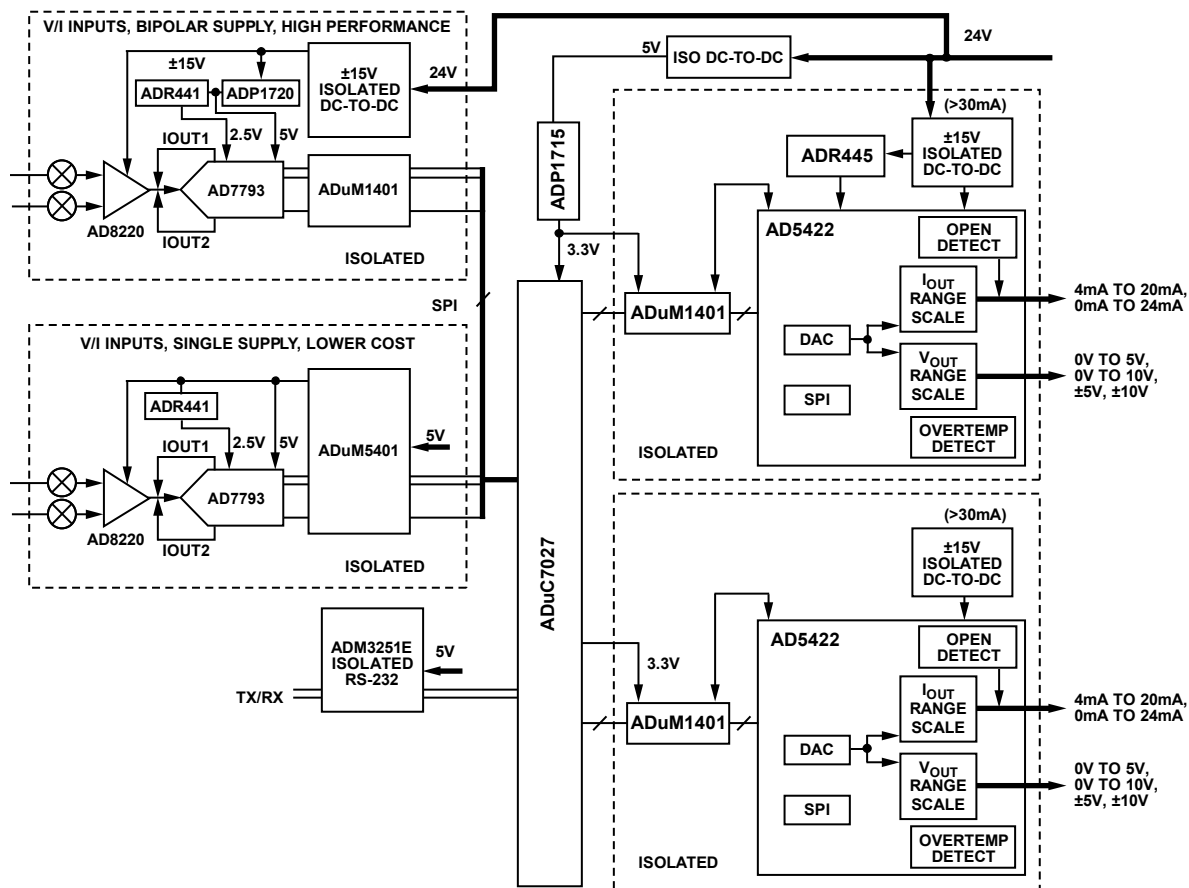 V/I INPUTS, BIPOLAR SUPPLY, HIGH PERFORMANCE
±15V
ADR441
ADP1720
±15V
ISOLATED
DC-TO-DC
24V
IOUT1
2.5V
5V
AD7793
ADuM1401
AD8220
IOUT2
ISOLATED
5V
ISO DC-TO-DC
24V
ADP1715
3.3V
SPI
V/I INPUTS, SINGLE SUPPLY, LOWER COST
ADR441
IOUT1
2.5V
5V
ADuM5401
5V
AD7793
AD8220
IOUT2
ISOLATED
ADM3251E
ISOLATED
RS-232
5V
TX/RX
ADuC7027
(>30mA)
ADR445
±15V
ISOLATED
DC-TO-DC
AD5422
OPEN
DETECT
ADuM1401
IOUT
RANGE
SCALE
4mA TO 20mA,
0mA TO 24mA
DAC
VOUT
RANGE
SCALE
0V TO 5V,
0V TO 10V,
±5V, ±10V
SPI
OVERTEMP
DETECT
ISOLATED
(>30mA)
±15V
ISOLATED
DC-TO-DC
AD5422
OPEN
DETECT
3.3V
ADuM1401
IOUT
RANGE
SCALE
4mA TO 20mA,
0mA TO 24mA
DAC
VOUT
RANGE
SCALE
0V TO 5V,
0V TO 10V,
±5V, ±10V
SPI
OVERTEMP
DETECT
ISOLATED